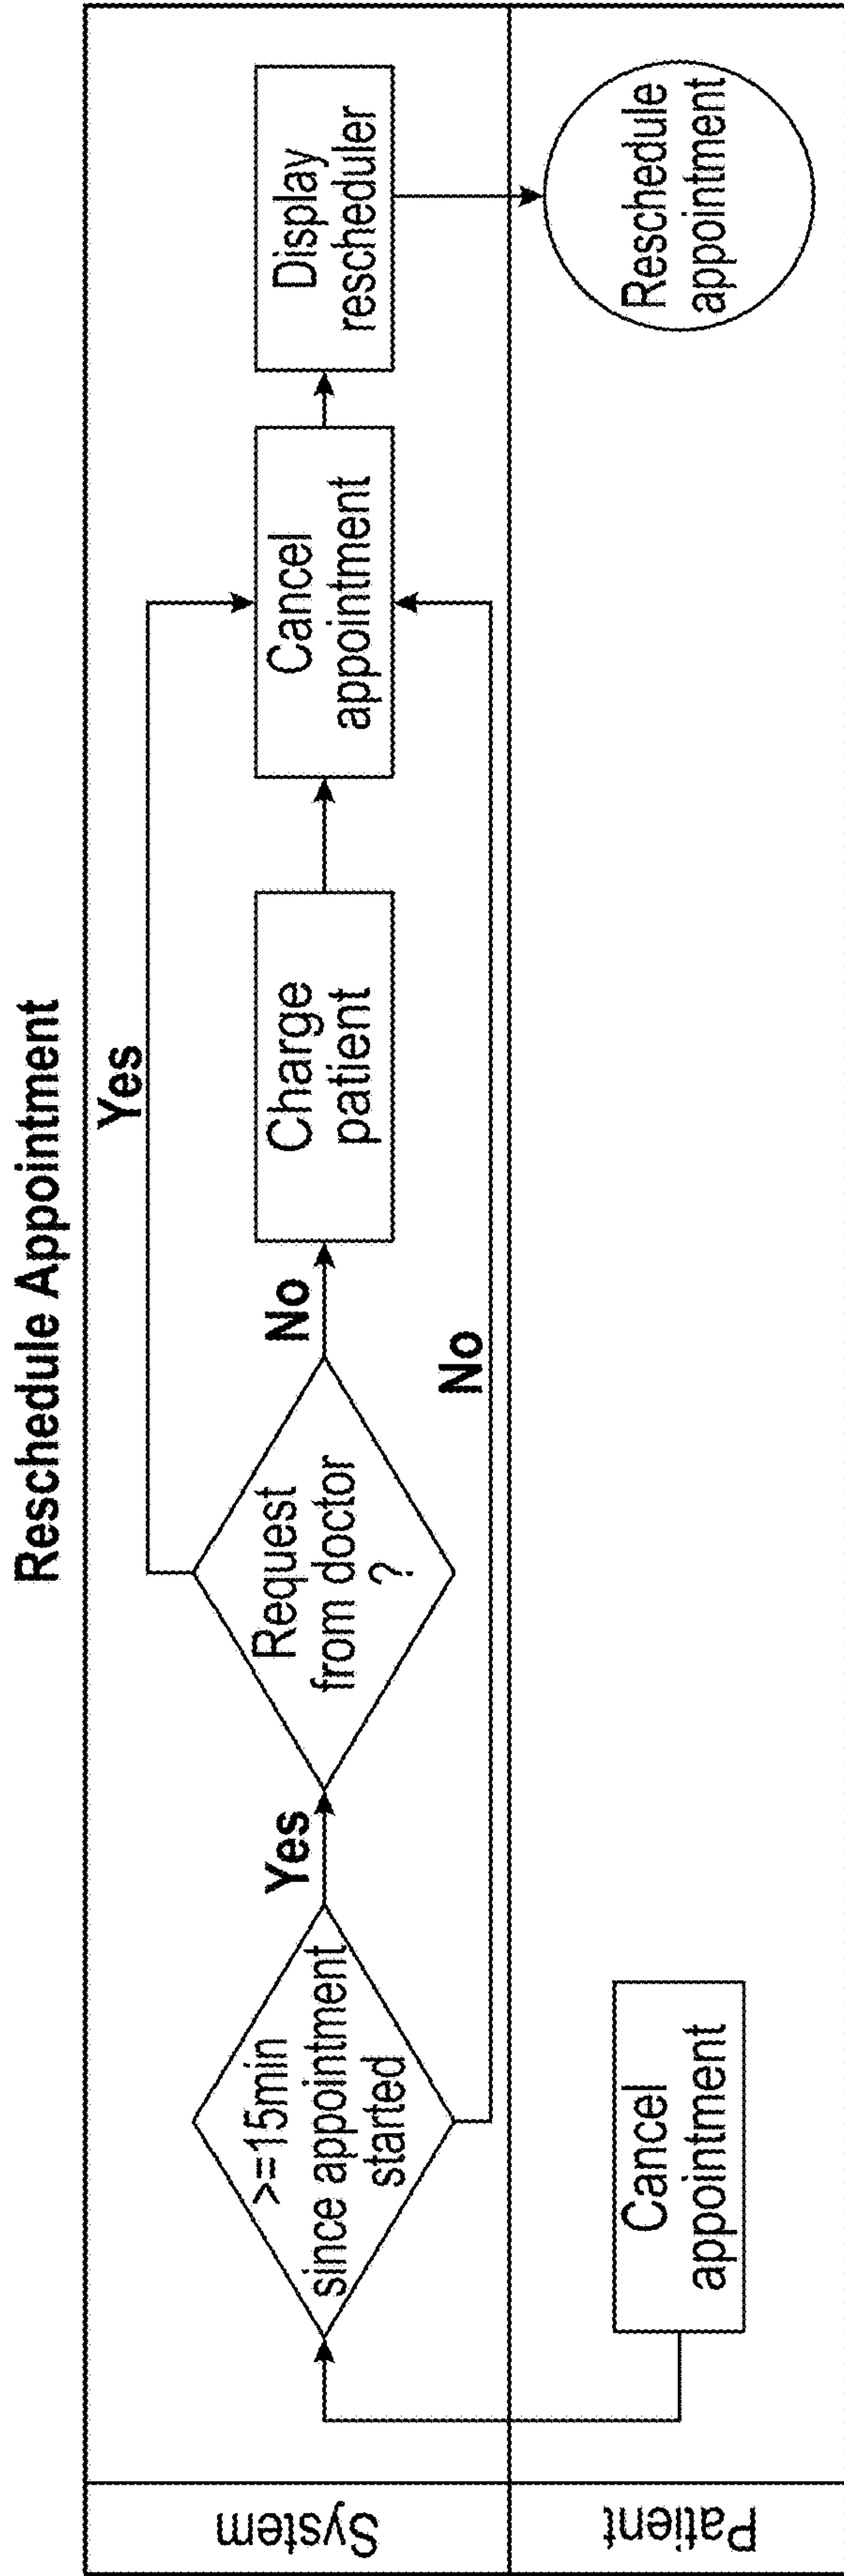 Reschedule Appointment
System
>=15min
since appointment
started
Yes
Request
from doctor
?
Yes
No
Charge
patient
No
Cancel
appointment
Display
rescheduler
Patient
Cancel
appointment
Reschedule
appointment